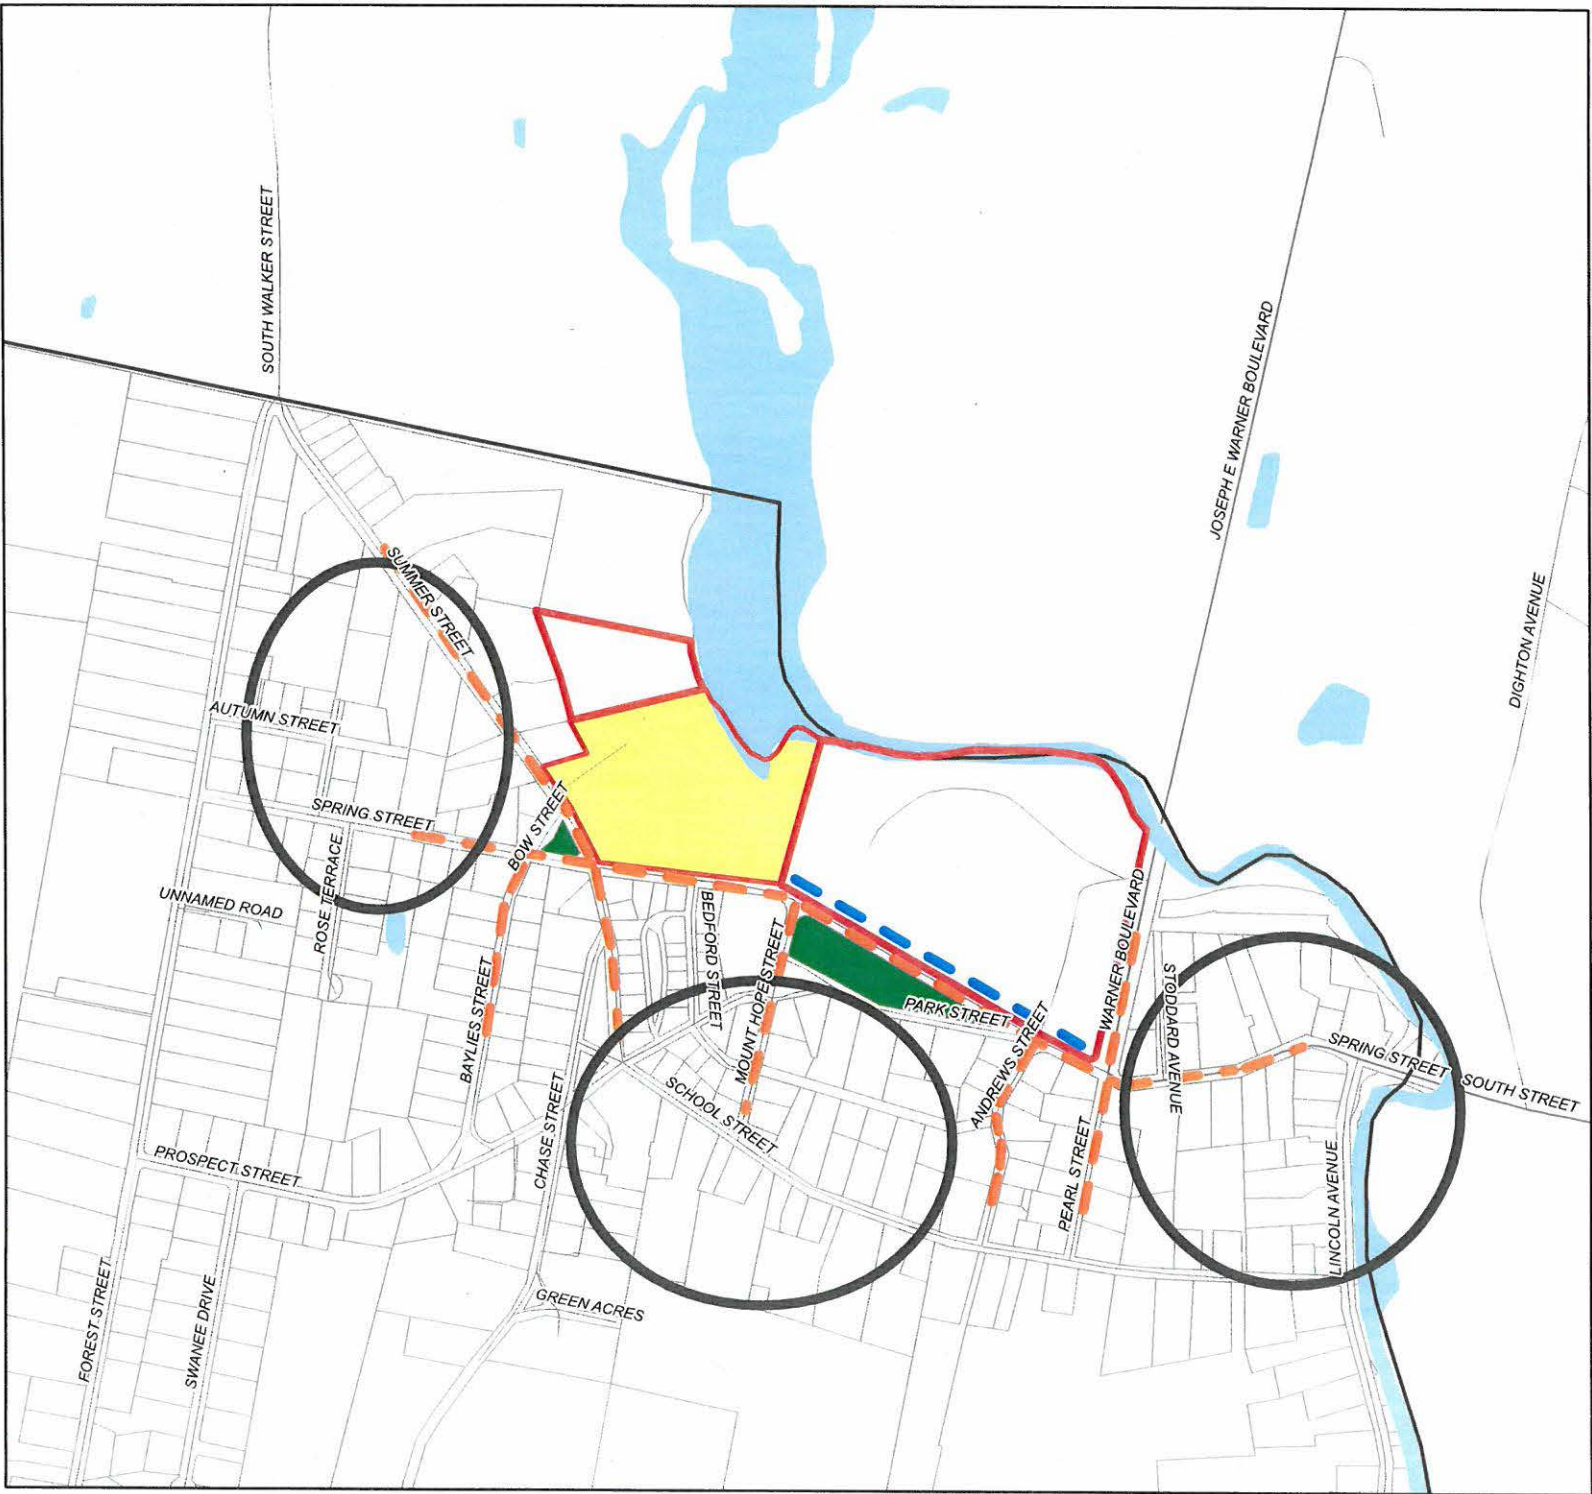 SOUTH WALKER STREET
JOSEPH E WARNER BOULEVARD
DIGHTON AVENUE
SUMMER STREET
AUTUMN STREET
SPRING STREET
BOW STREET
ROSE TERRACE
UNNAMED ROAD
BEDFORD STREET
MOUNT HOPE STREET
WARNER BOULEVARD
BAYLIES STREET
PARK STREET
STODDARD AVENUE
ANDREWS STREET
SPRING STREET
SOUTH STREET
CHASE STREET
SCHOOL STREET
PROSPECT STREET
PEARL STREET
LINCOLN AVENUE
FOREST STREET
SWANEE DRIVE
GREEN ACRES